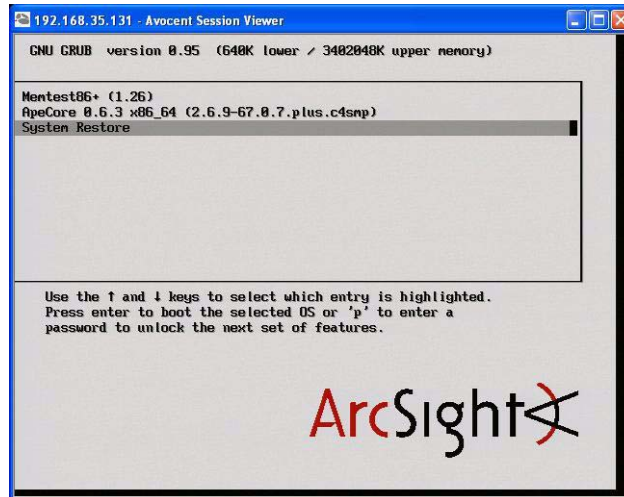 192.168.35.131 - Avocent Session Viewer
GNU GRUB version 0.95 (640K lower / 3402048K upper memory)
Memtest86+ (1.26)
ApeCore 0.6.3 x86_64 (2.6.9-67.0.7.plus.c4smp)
System Restore
Use the ↑ and ↓ keys to select which entry is highlighted.
Press enter to boot the selected OS or 'p' to enter a
password to unlock the next set of features.
ArcSight